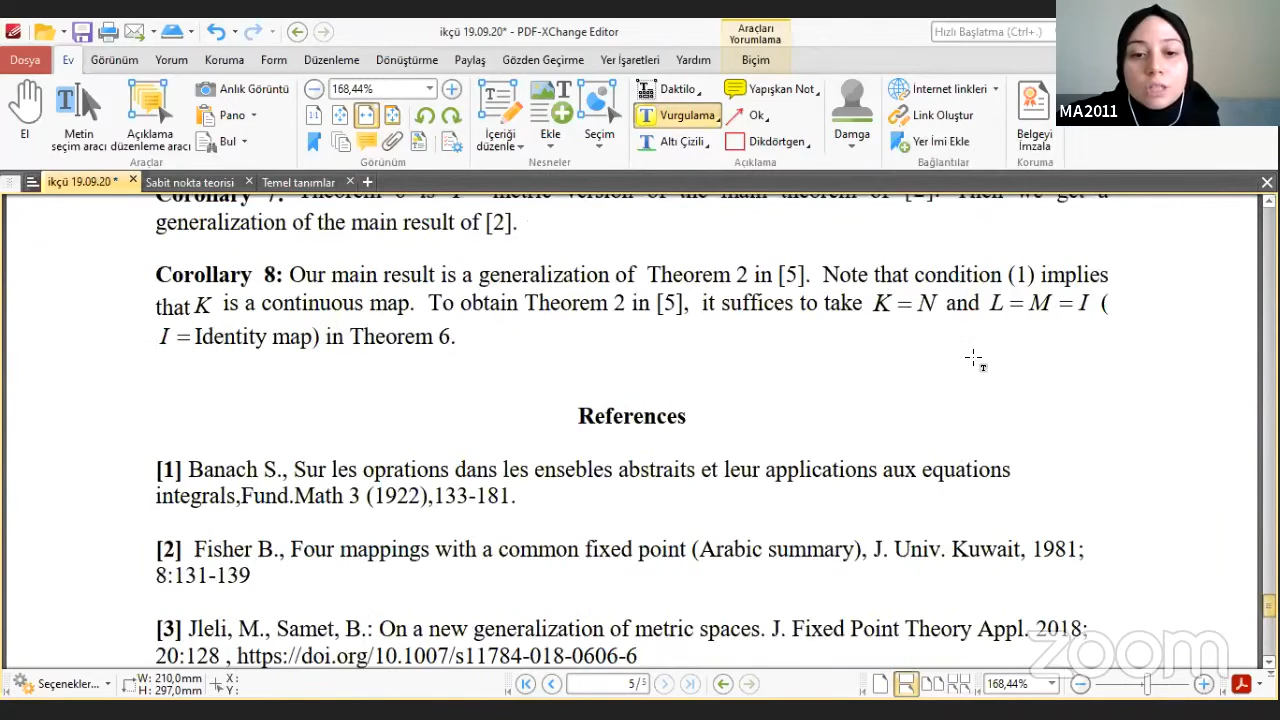 ikçü 19.09.20* - PDF-XChange Editor
Araçları
Yorumlama
Hızlı Başlatma (Ctrl+.)
Dosya Ev Görünüm Yorum Koruma Form Düzenleme Dönüştürme Paylaş Gözden Geçirme Yer İşaretleri Yardım Biçim
El
Metin
seçim aracı
Açıklama
düzenleme aracı
Anlık Görüntü
Pano
Bul
Araçlar
168,44%
Görünüm
İçeriği
düzenle
Ekle
Seçim
Nesneler
Daktilo
Vurgulama
Altı Çizili
Yapışkan Not
Ok
Dikdörtgen
Damga
Açıklama
İnternet linkleri
Link Oluştur
Yer İmi Ekle
Bağlantılar
Belgeyi
İmzala
Koruma
MA2011
ikçü 19.09.20 * Sabit nokta teorisi Temel tanımlar
generalization of the main result of [2].
Corollary 8: Our main result is a generalization of Theorem 2 in [5]. Note that condition (1) implies
that K is a continuous map. To obtain Theorem 2 in [5], it suffices to take K = N and L = M = I (
I = Identity map) in Theorem 6.
References
[1] Banach S., Sur les oprations dans les ensebles abstraits et leur applications aux equations
integrals,Fund.Math 3 (1922),133-181.
[2] Fisher B., Four mappings with a common fixed point (Arabic summary), J. Univ. Kuwait, 1981;
8:131-139
[3] Jleli, M., Samet, B.: On a new generalization of metric spaces. J. Fixed Point Theory Appl. 2018;
20:128 , https://doi.org/10.1007/s11784-018-0606-6
zoom
Seçenekler...
W: 210,0mm
H: 297,0mm
X:
Y:
5/5
168,44%